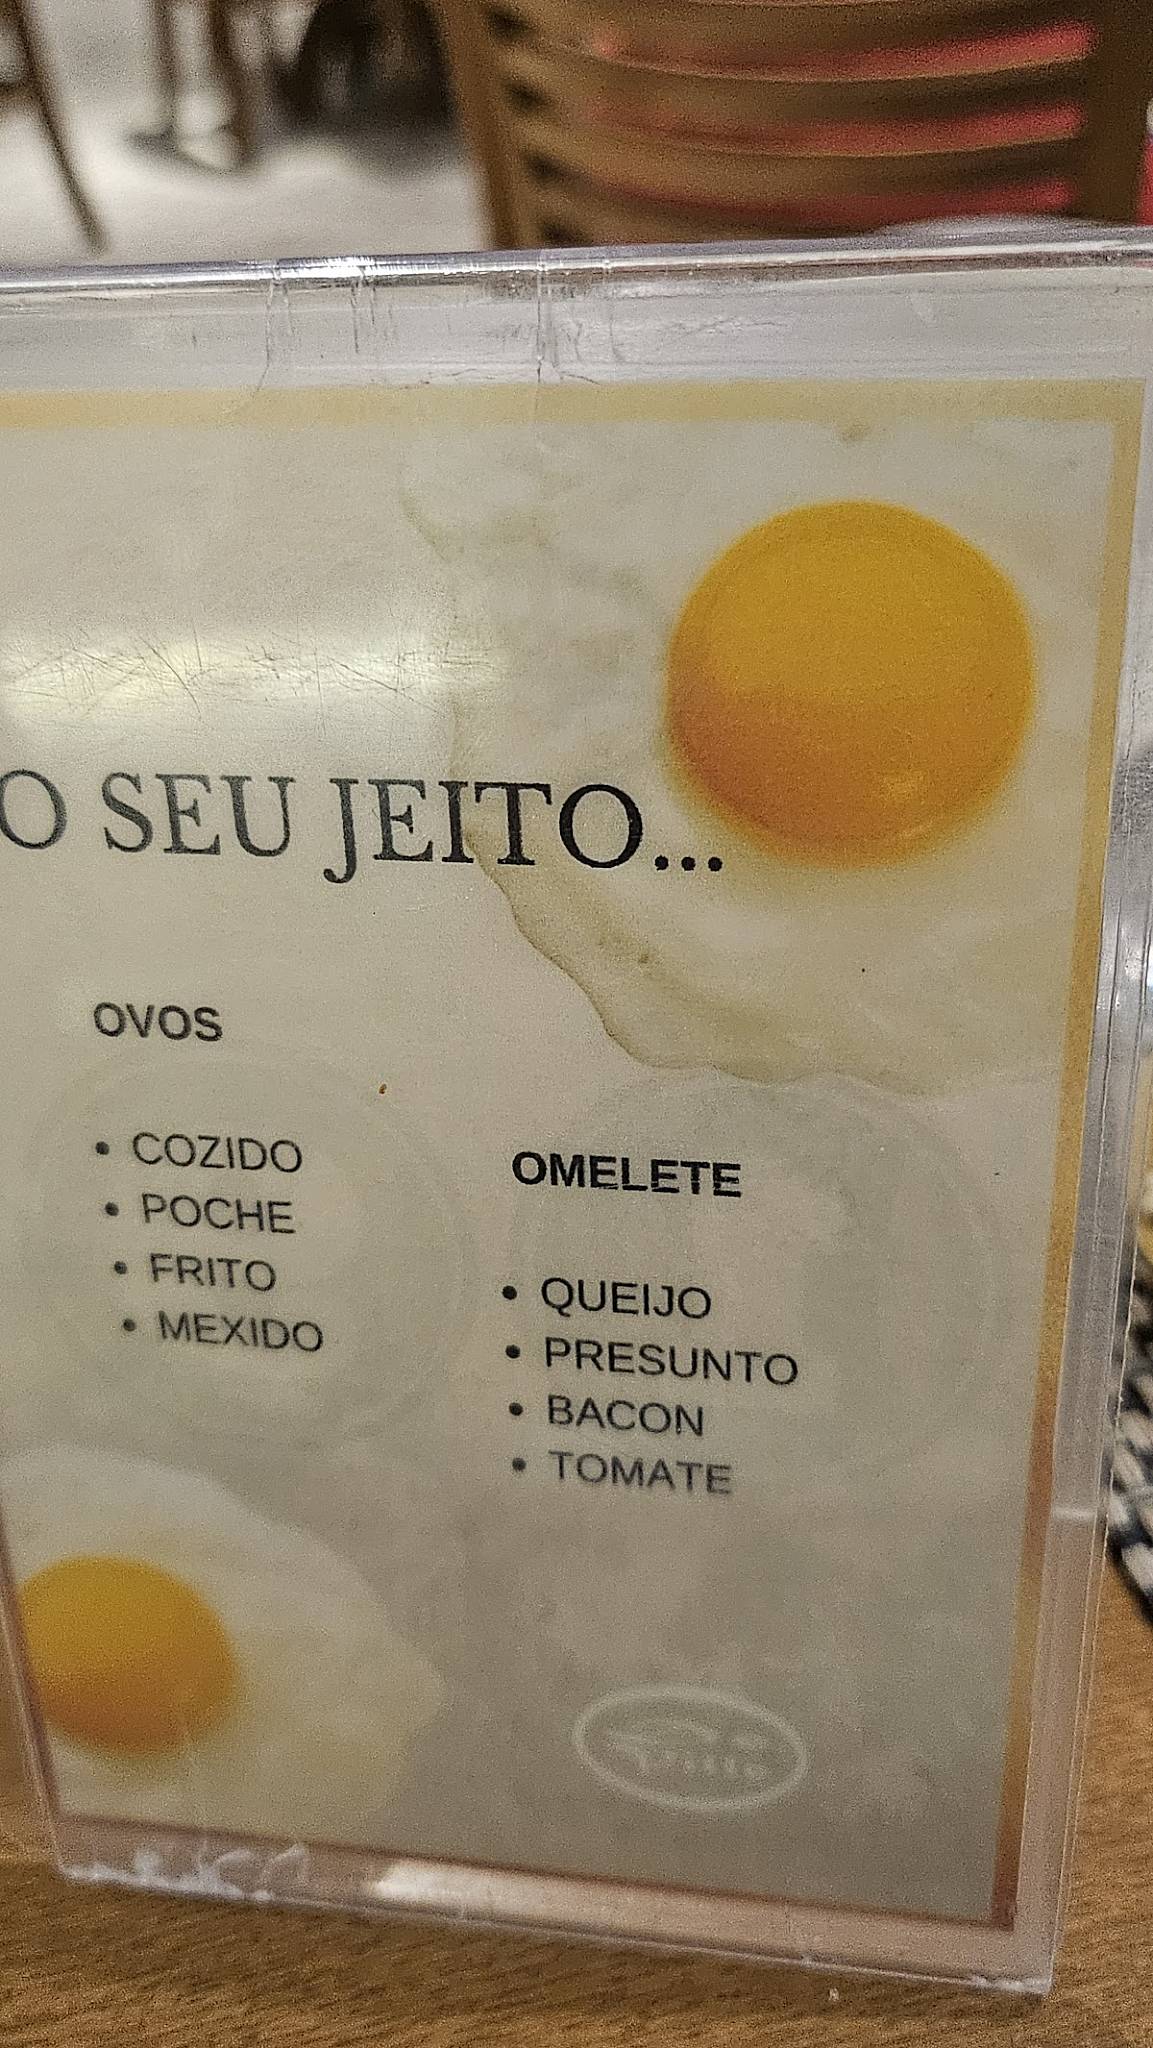 O SEU JEITO...
OVOS
• COZIDO
• POCHE
• FRITO
• MEXIDO
OMELETE
• QUEIJO
• PRESUNTO
• BACON
• TOMATE